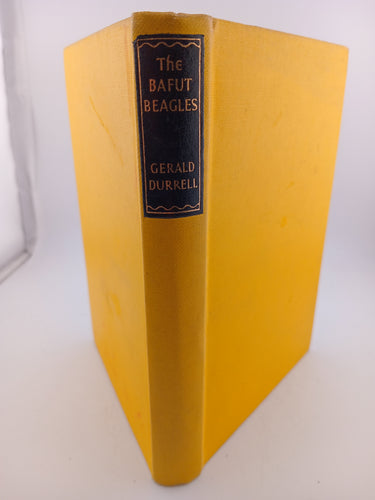 The
BAFUT
BEAGLES
GERALD
DURRELL